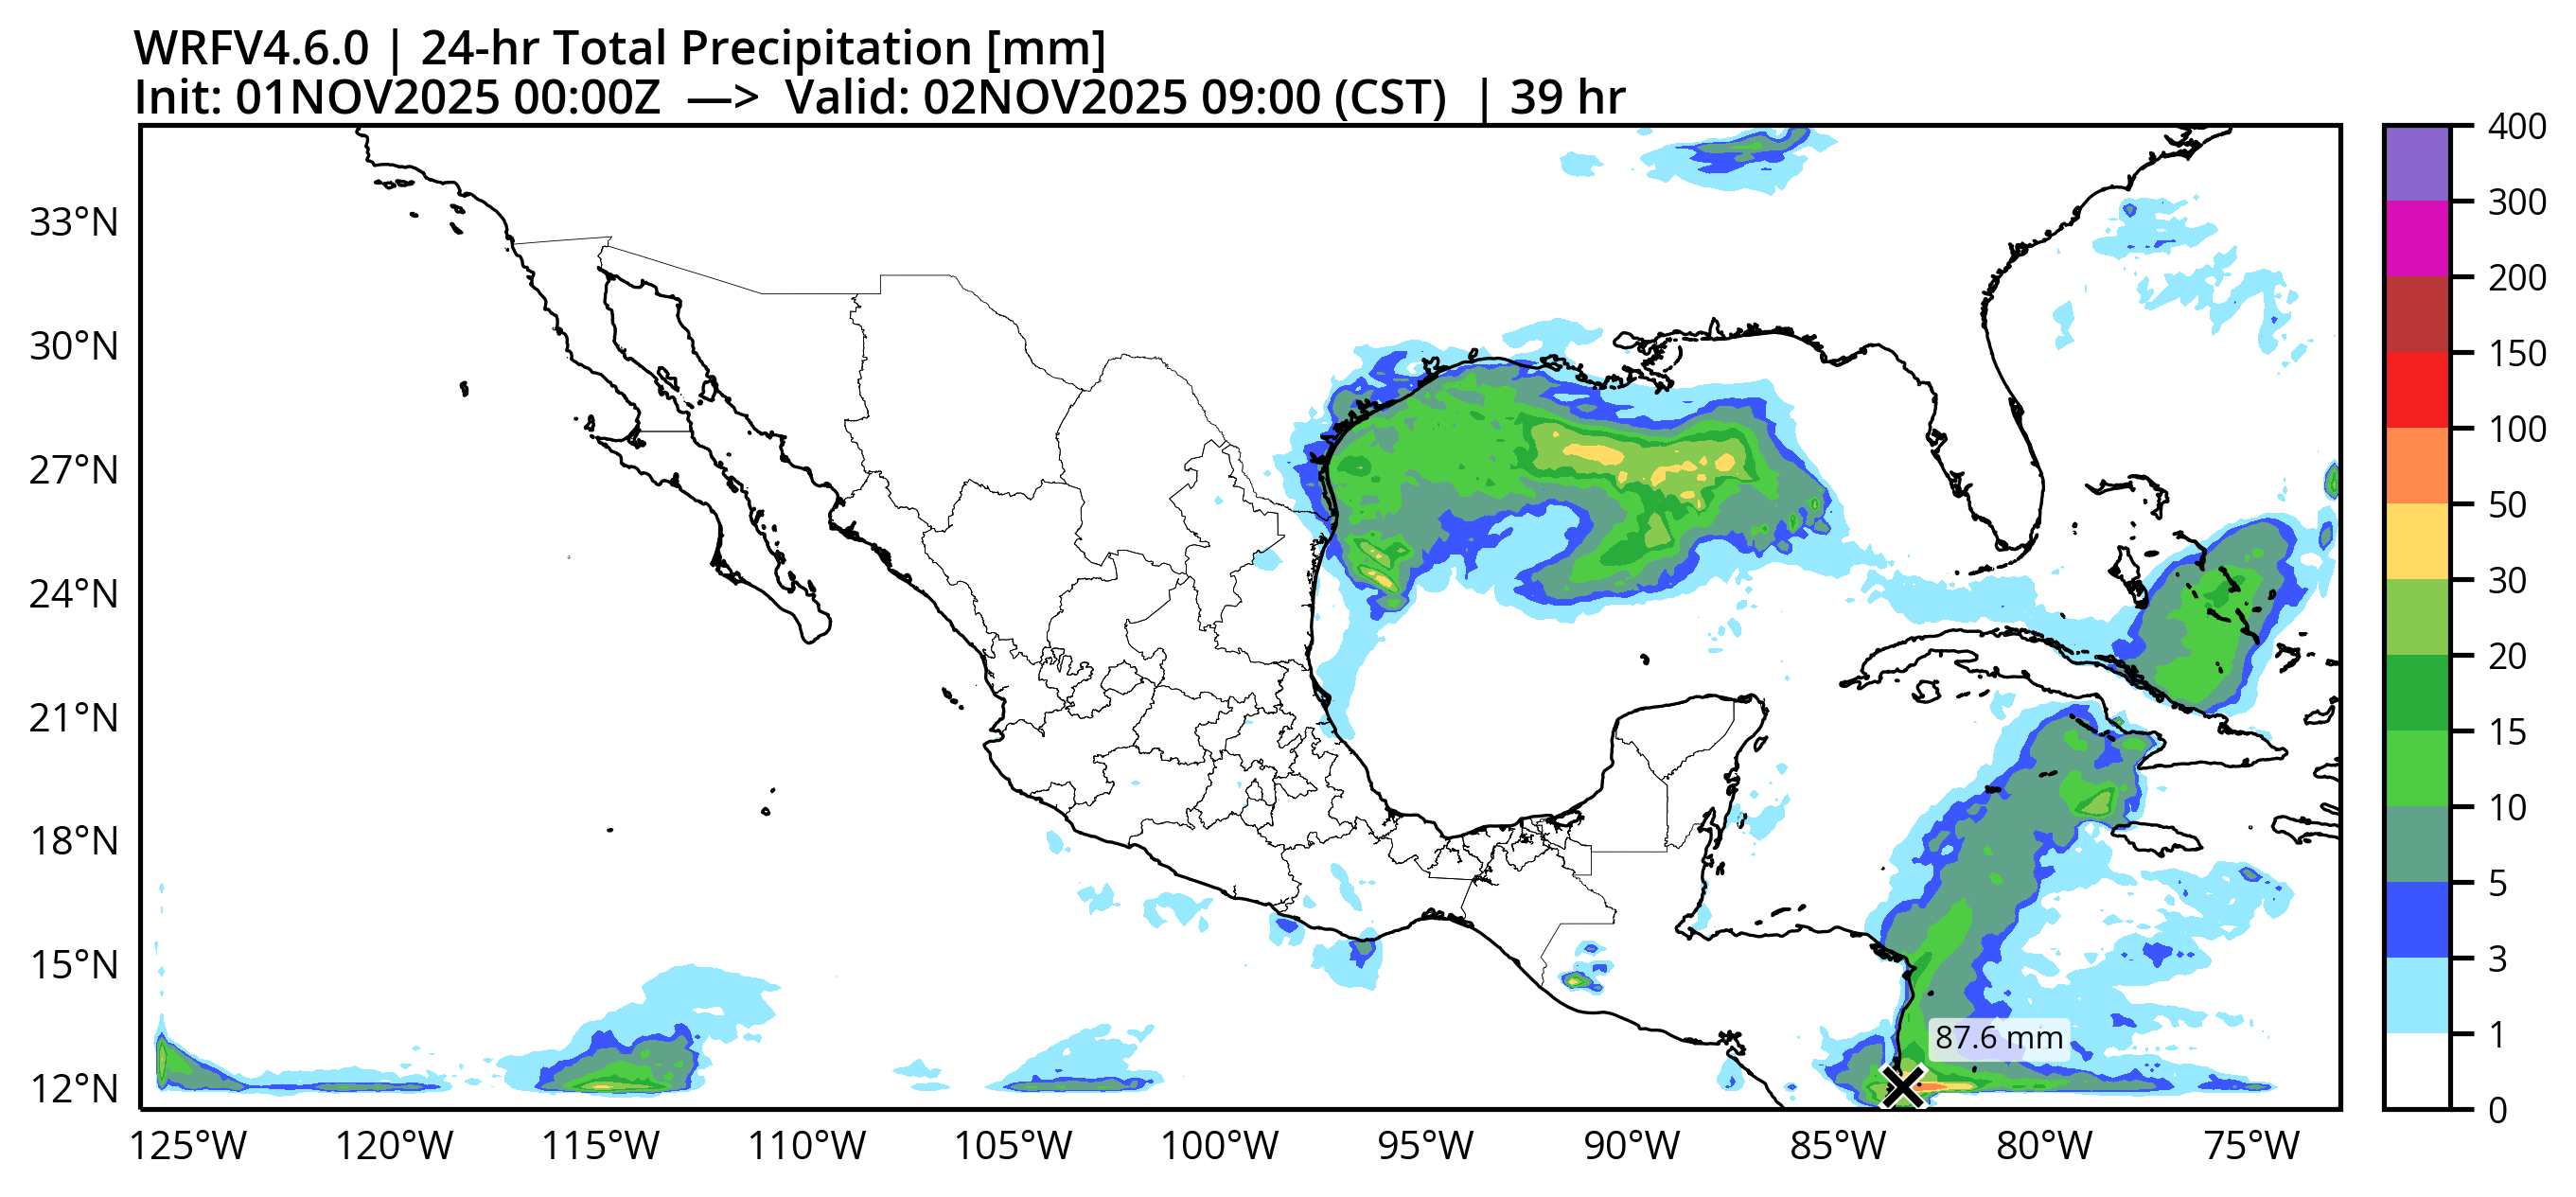 WRFV4.6.0 | 24-hr Total Precipitation [mm]
Init: 01NOV2025 00:00Z —> Valid: 02NOV2025 09:00 (CST) | 39 hr
33°N
30°N
27°N
24°N
21°N
18°N
15°N
12°N
87.6 mm
125°W 120°W 115°W 110°W 105°W 100°W 95°W 90°W 85°W 80°W 75°W
400
300
200
150
100
50
30
20
15
10
5
3
1
0